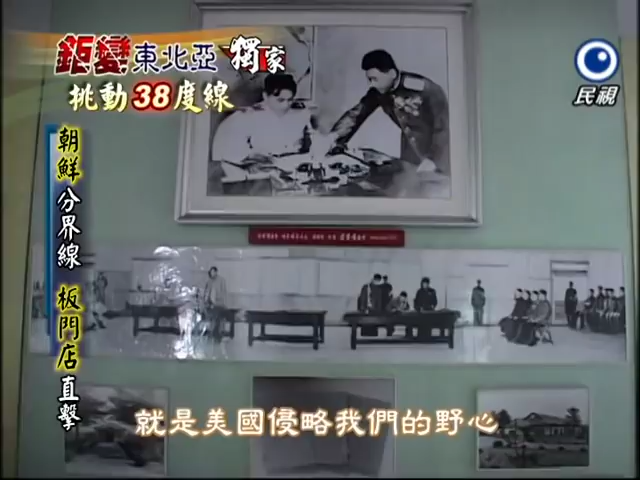 鉅變東北亞 獨家
挑動38度線
民視
朝鮮分界線 板門店直擊
就是美國侵略我們的野心